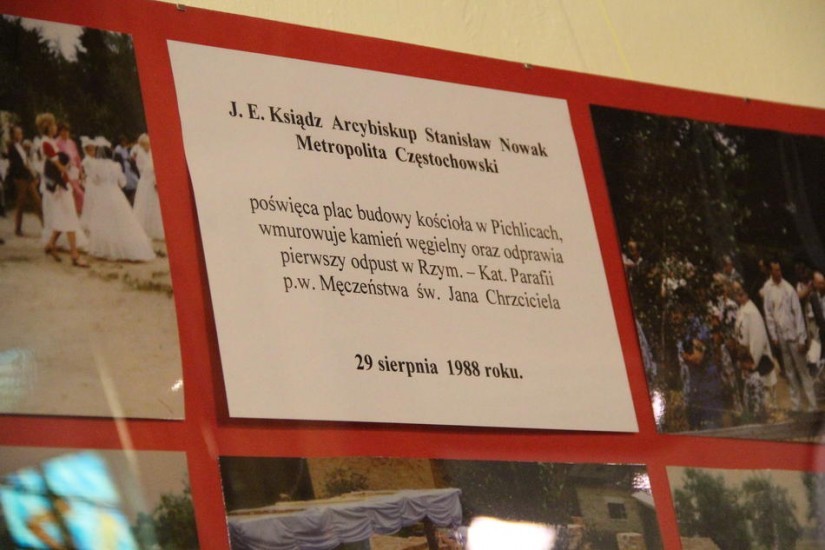 J. E. Ksiądz Arcybiskup Stanisław Nowak
Metropolita Częstochowski
poświęca plac budowy kościoła w Pichlicach,
wmurowuje kamień węgielny oraz odprawia
pierwszy odpust w Rzym. – Kat. Parafii
p.w. Męczeństwa św. Jana Chrzciciela
29 sierpnia 1988 roku.